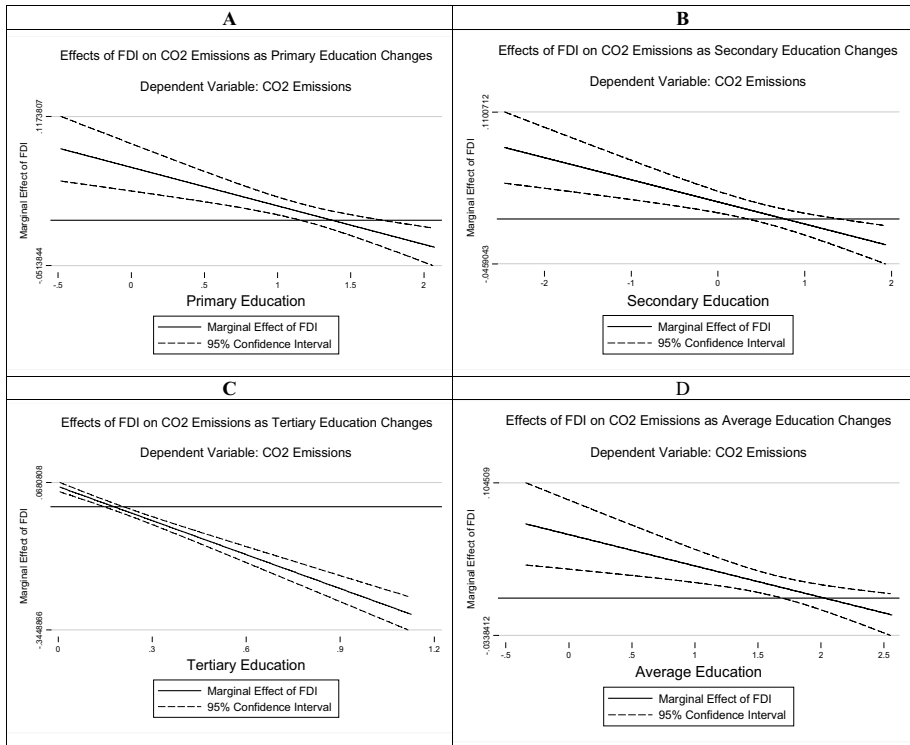 A
Effects of FDI on CO2 Emissions as Primary Education Changes
Dependent Variable: CO2 Emissions
Marginal Effect of FDI
.1173807
-.0513844
-.5 0 .5 1 1.5 2
Primary Education
Marginal Effect of FDI
95% Confidence Interval
B
Effects of FDI on CO2 Emissions as Secondary Education Changes
Dependent Variable: CO2 Emissions
Marginal Effect of FDI
.1100712
-.0459043
-2 -1 0 1 2
Secondary Education
Marginal Effect of FDI
95% Confidence Interval
C
Effects of FDI on CO2 Emissions as Tertiary Education Changes
Dependent Variable: CO2 Emissions
Marginal Effect of FDI
.0680808
-.3448866
0 .3 .6 .9 1.2
Tertiary Education
Marginal Effect of FDI
95% Confidence Interval
D
Effects of FDI on CO2 Emissions as Average Education Changes
Dependent Variable: CO2 Emissions
Marginal Effect of FDI
.104509
-.0338412
-.5 0 .5 1 1.5 2 2.5
Average Education
Marginal Effect of FDI
95% Confidence Interval